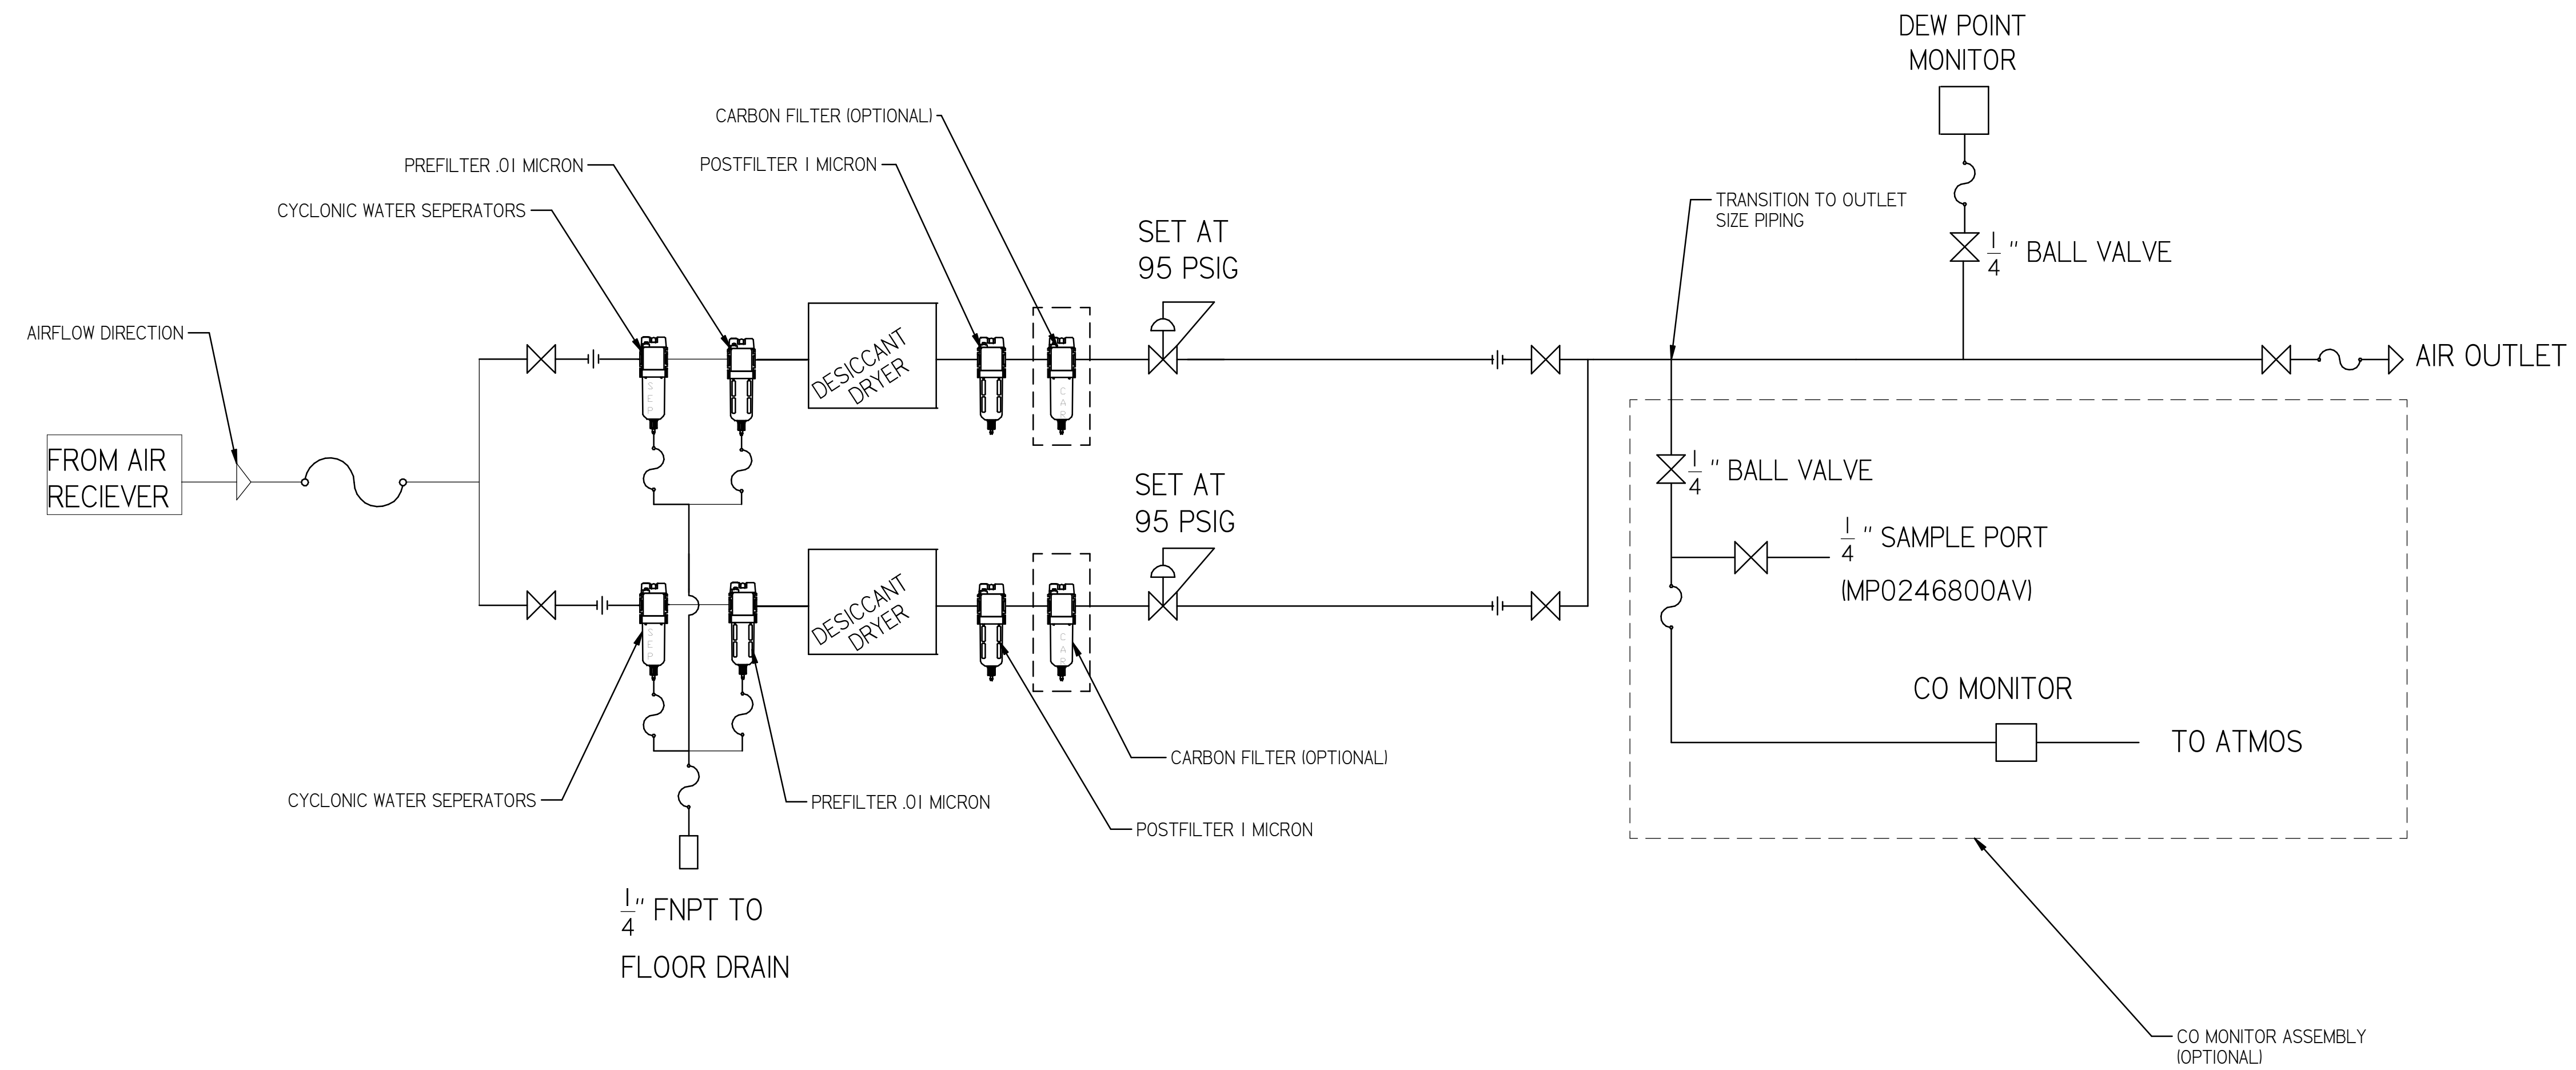 DEW POINT
MONITOR
CARBON FILTER (OPTIONAL)
PREFILTER .01 MICRON
POSTFILTER 1 MICRON
CYCLONIC WATER SEPERATORS
TRANSITION TO OUTLET
SIZE PIPING
SET AT
95 PSIG
1/4 " BALL VALVE
AIRFLOW DIRECTION
DESICCANT
DRYER
SEP
CAR
AIR OUTLET
FROM AIR
RECIEVER
1/4 " BALL VALVE
SET AT
95 PSIG
1/4 " SAMPLE PORT
(MP0246800AV)
DESICCANT
DRYER
SEP
CAR
CO MONITOR
TO ATMOS
CARBON FILTER (OPTIONAL)
CYCLONIC WATER SEPERATORS
PREFILTER .01 MICRON
POSTFILTER 1 MICRON
1/4" FNPT TO
FLOOR DRAIN
CO MONITOR ASSEMBLY
(OPTIONAL)